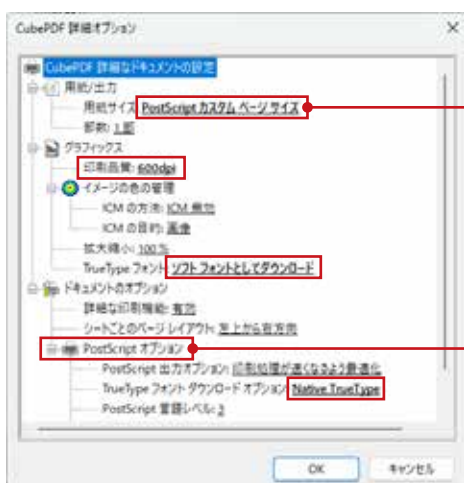 CubePDF 詳細オプション
CubePDF 詳細なドキュメントの設定
用紙/出力
用紙サイズ: PostScript カスタム ページ サイズ
部数: 1 部
グラフィックス
印刷品質: 600dpi
イメージの色の管理
ICM の方法: ICM 無効
ICM の目的: 画像
拡大縮小: 100 %
TrueType フォント: ソフト フォントとしてダウンロード
ドキュメントのオプション
詳細な印刷機能: 有効
シートごとのページ レイアウト: 左上から右方向
PostScript オプション
PostScript 出力オプション: 印刷処理が速くなるよう最適化
TrueType フォント ダウンロード オプション: Native TrueType
PostScript 言語レベル: 3
OK
キャンセル